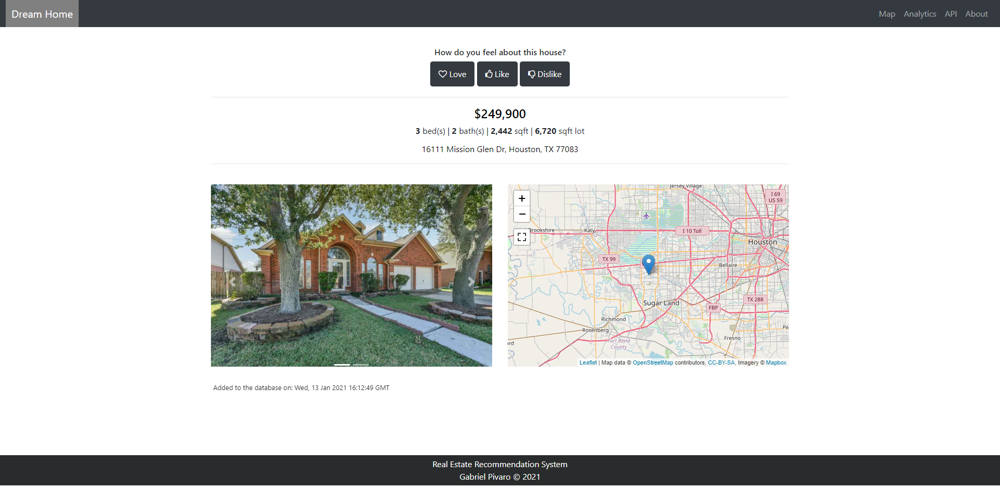 Dream Home
Map Analytics API About
How do you feel about this house?
Love Like Dislike
$249,900
3 bed(s) | 2 bath(s) | 2,442 sqft | 6,720 sqft lot
16111 Mission Glen Dr, Houston, TX 77083
+
−
Jersey Village
I 69
US 59
Brookshire
Katy
I 10 Toll
Houston
TX 99
Bellaire
Sugar Land
TX 288
FBP
Richmond
Rosenberg
Pe
Fresno
Fort Bend
County
rd
Leaflet | Map data © OpenStreetMap contributors, CC-BY-SA, Imagery © Mapbox
Added to the database on: Wed, 13 Jan 2021 16:12:49 GMT
Real Estate Recommendation System
Gabriel Pivaro © 2021